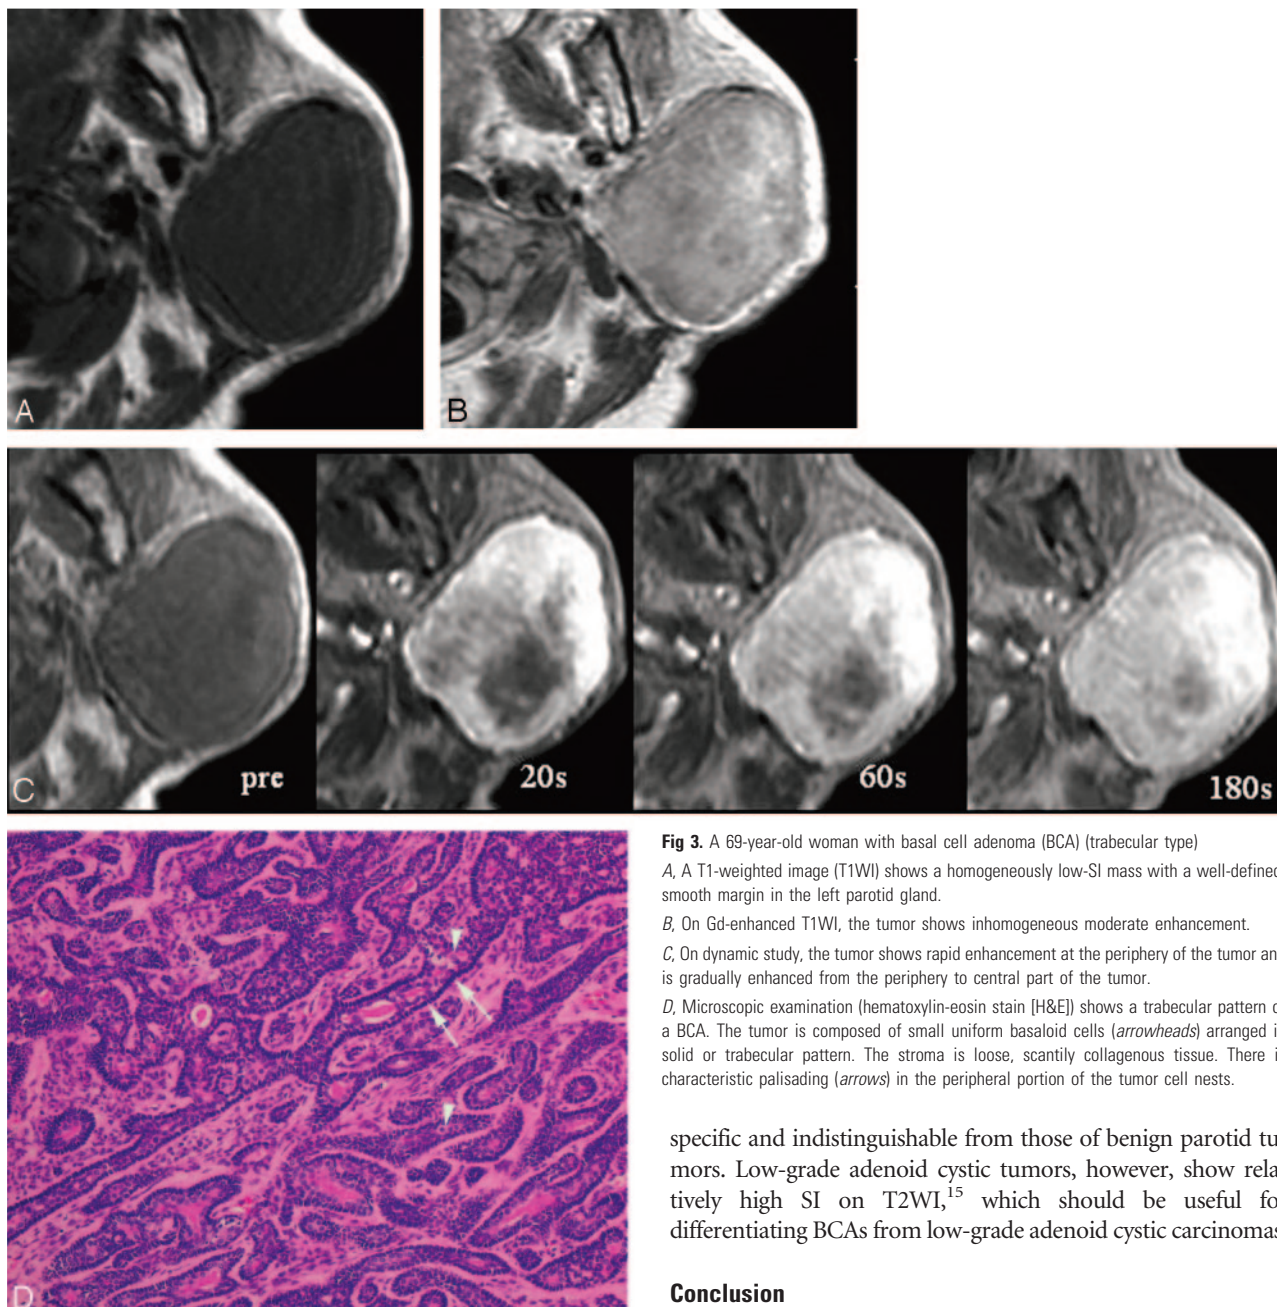 A
B
C
pre
20s
60s
180s
D
Fig 3. A 69-year-old woman with basal cell adenoma (BCA) (trabecular type)
A, A T1-weighted image (T1WI) shows a homogeneously low-SI mass with a well-defined
smooth margin in the left parotid gland.
B, On Gd-enhanced T1WI, the tumor shows inhomogeneous moderate enhancement.
C, On dynamic study, the tumor shows rapid enhancement at the periphery of the tumor an
is gradually enhanced from the periphery to central part of the tumor.
D, Microscopic examination (hematoxylin-eosin stain [H&E]) shows a trabecular pattern o
a BCA. The tumor is composed of small uniform basaloid cells (arrowheads) arranged i
solid or trabecular pattern. The stroma is loose, scantily collagenous tissue. There i
characteristic palisading (arrows) in the peripheral portion of the tumor cell nests.
specific and indistinguishable from those of benign parotid tu
mors. Low-grade adenoid cystic tumors, however, show rela
tively high SI on T2WI,15 which should be useful fo
differentiating BCAs from low-grade adenoid cystic carcinomas
Conclusion